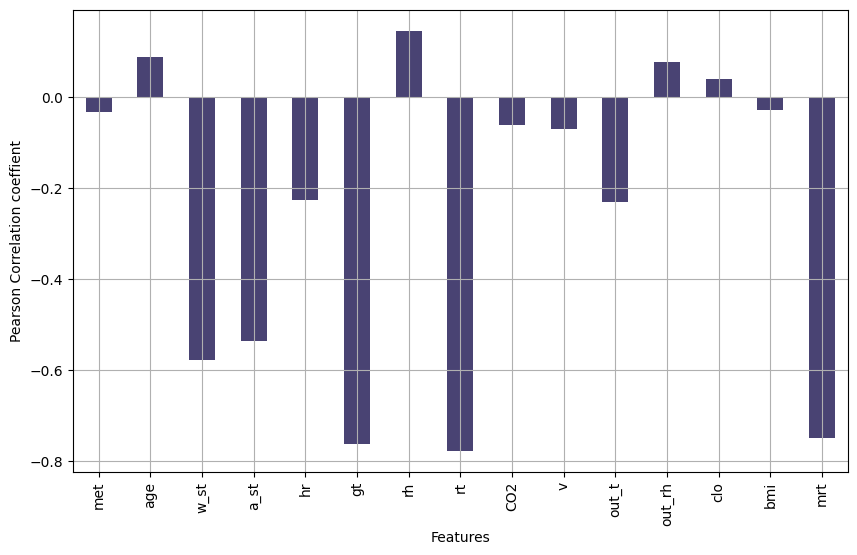 Pearson Correlation coeffient
0.0
−0.2
−0.4
−0.6
−0.8
met
age
w_st
a_st
hr
gt
rh
rt
CO2
v
out_t
out_rh
clo
bmi
mrt
Features